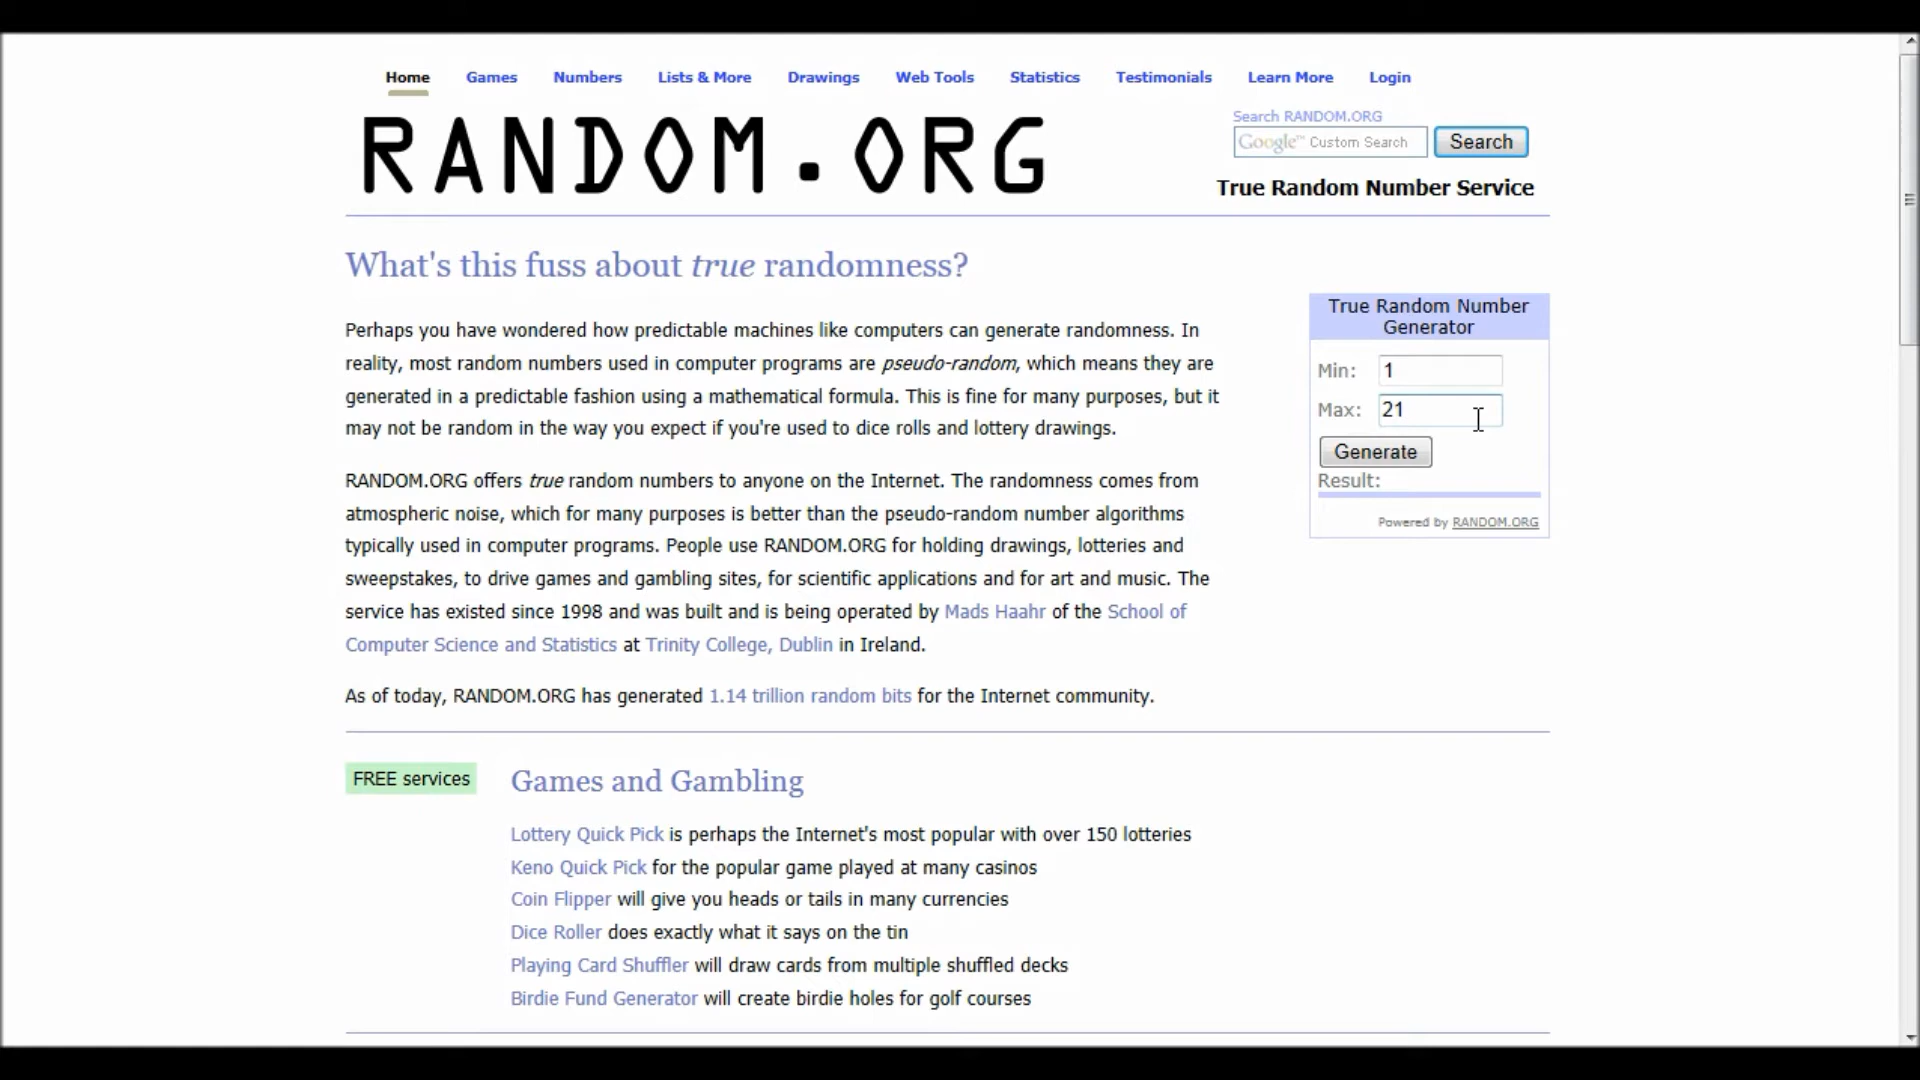 Home Games Numbers Lists & More Drawings Web Tools Statistics Testimonials Learn More Login
RANDOM.ORG
Search RANDOM.ORG
Google™ Custom Search Search
True Random Number Service
What's this fuss about true randomness?
Perhaps you have wondered how predictable machines like computers can generate randomness. In
reality, most random numbers used in computer programs are pseudo-random, which means they are
generated in a predictable fashion using a mathematical formula. This is fine for many purposes, but it
may not be random in the way you expect if you're used to dice rolls and lottery drawings.
RANDOM.ORG offers true random numbers to anyone on the Internet. The randomness comes from
atmospheric noise, which for many purposes is better than the pseudo-random number algorithms
typically used in computer programs. People use RANDOM.ORG for holding drawings, lotteries and
sweepstakes, to drive games and gambling sites, for scientific applications and for art and music. The
service has existed since 1998 and was built and is being operated by Mads Haahr of the School of
Computer Science and Statistics at Trinity College, Dublin in Ireland.
As of today, RANDOM.ORG has generated 1.14 trillion random bits for the Internet community.
True Random Number
Generator
Min: 1
Max: 21
Generate
Result:
Powered by RANDOM.ORG
FREE services
Games and Gambling
Lottery Quick Pick is perhaps the Internet's most popular with over 150 lotteries
Keno Quick Pick for the popular game played at many casinos
Coin Flipper will give you heads or tails in many currencies
Dice Roller does exactly what it says on the tin
Playing Card Shuffler will draw cards from multiple shuffled decks
Birdie Fund Generator will create birdie holes for golf courses